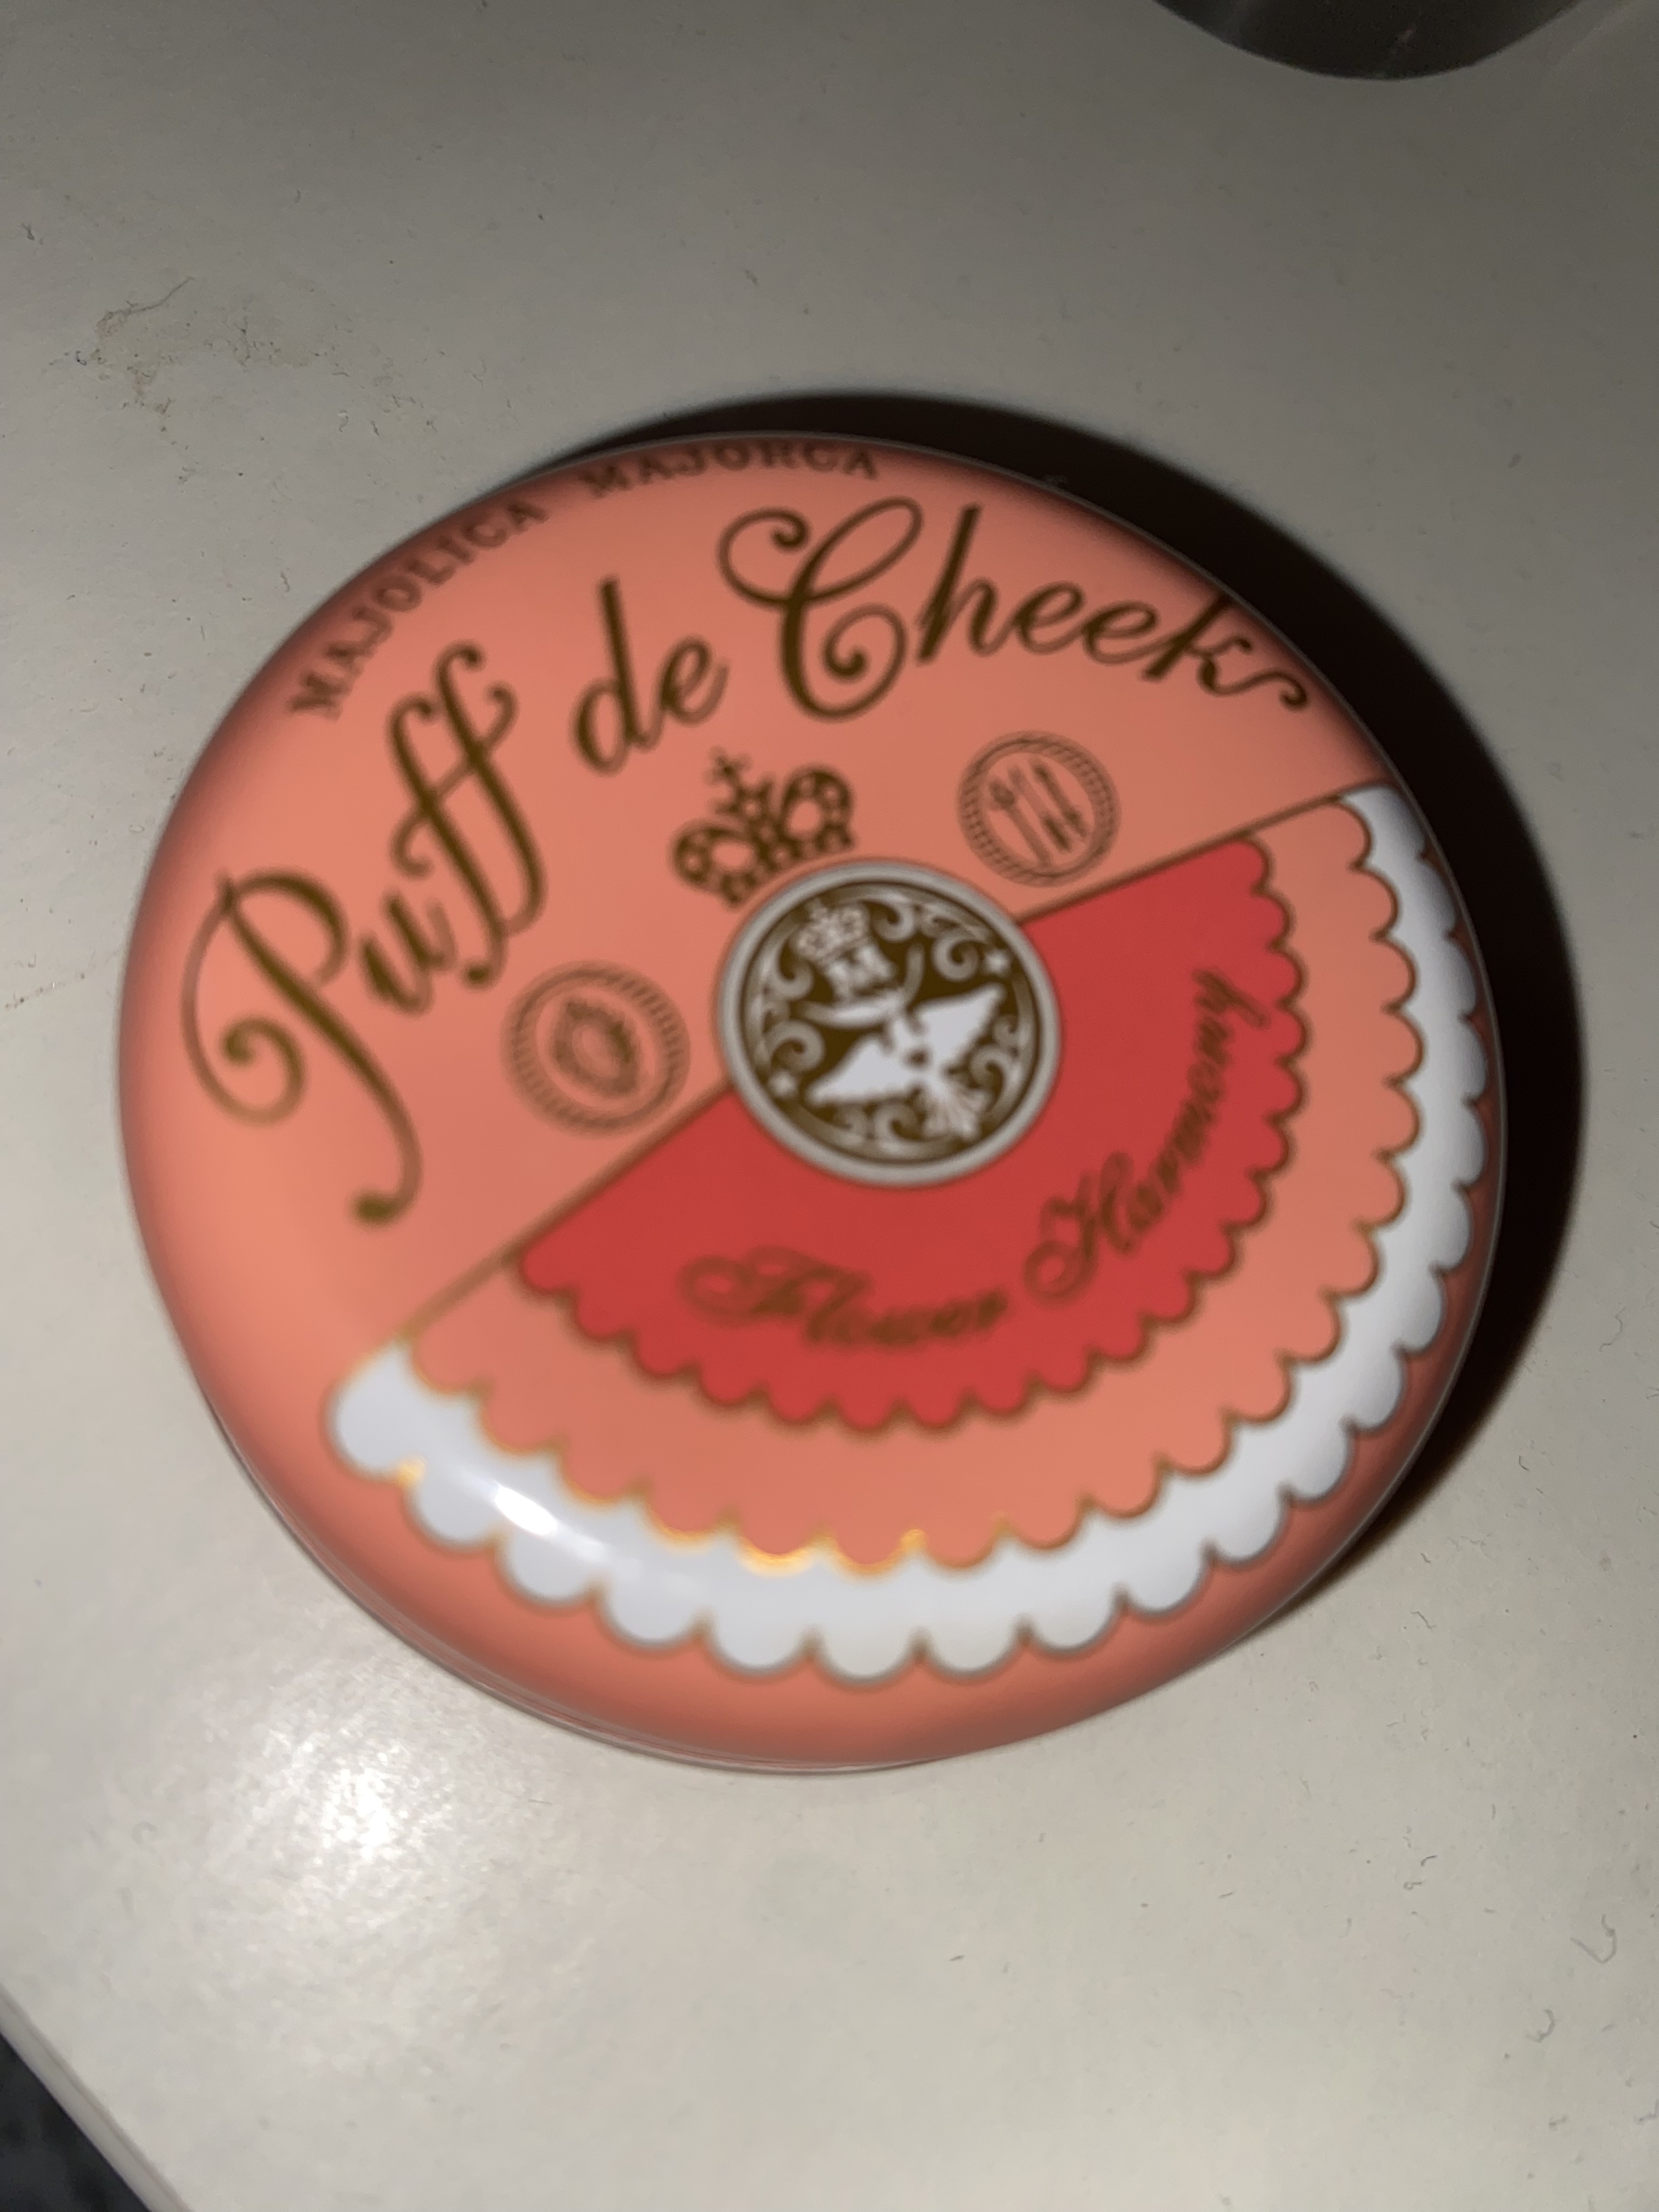 MAJOLICA MAJORCA
Puff de Cheek
M
Flower Harmony